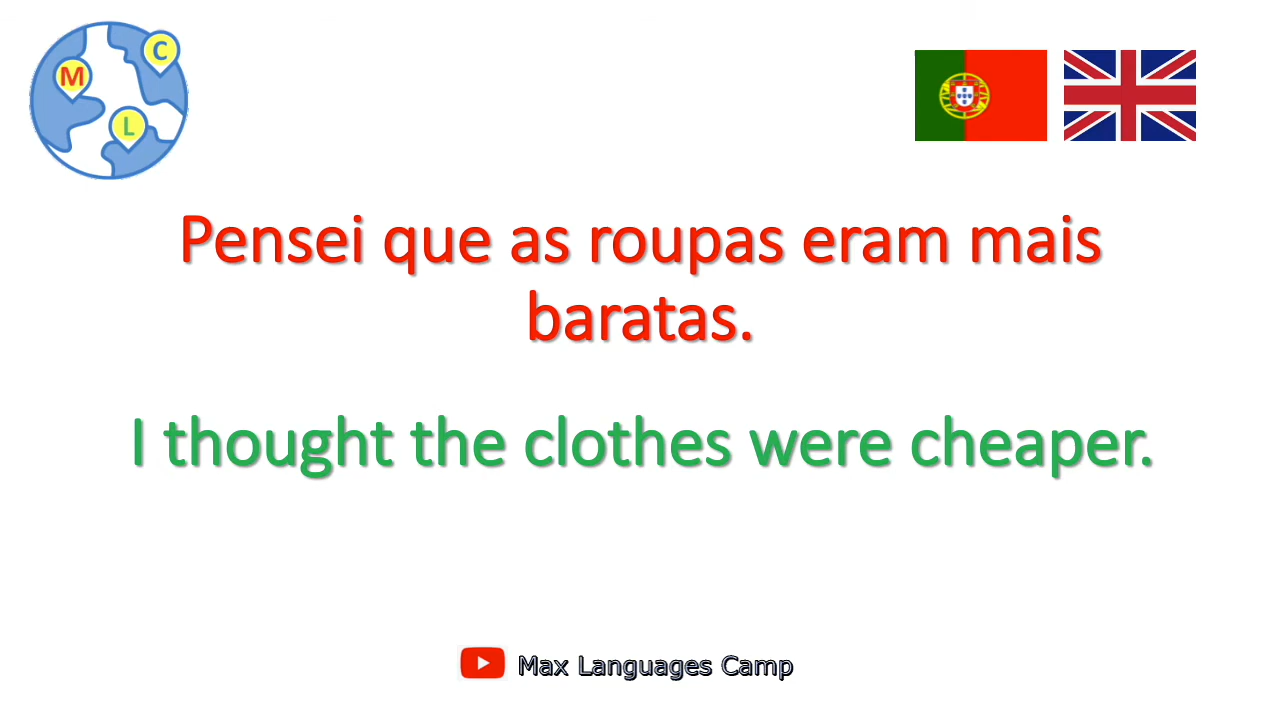 C
M
L
Pensei que as roupas eram mais
baratas.
I thought the clothes were cheaper.
Max Languages Camp